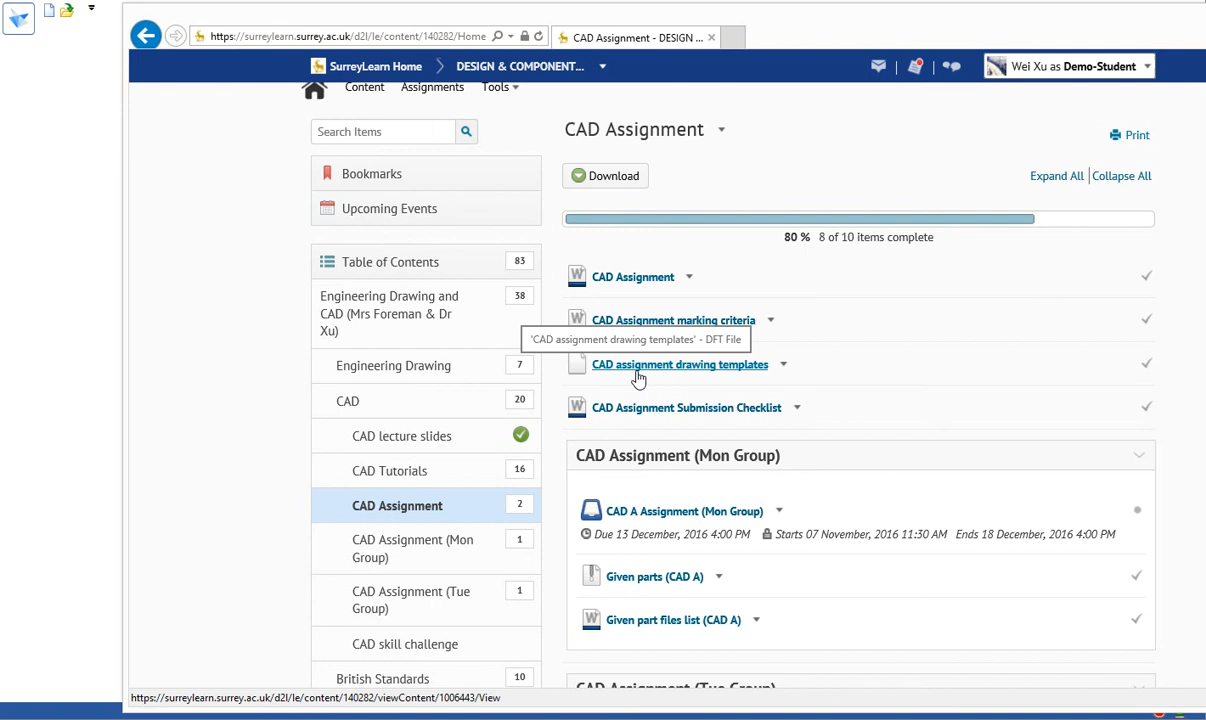 https://surreylearn.surrey.ac.uk/d2l/le/content/140282/Home
CAD Assignment - DESIGN ...
SurreyLearn Home
DESIGN & COMPONENT...
Wei Xu as Demo-Student
Content
Assignments
Tools
Search Items
Bookmarks
Upcoming Events
Table of Contents 83
Engineering Drawing and 38
CAD (Mrs Foreman & Dr
Xu)
Engineering Drawing 7
CAD 20
CAD lecture slides
CAD Tutorials 16
CAD Assignment 2
CAD Assignment (Mon 1
Group)
CAD Assignment (Tue 1
Group)
CAD skill challenge
British Standards 10
CAD Assignment
Print
Download
Expand All
Collapse All
80 % 8 of 10 items complete
CAD Assignment
CAD Assignment marking criteria
'CAD assignment drawing templates' - DFT File
CAD assignment drawing templates
CAD Assignment Submission Checklist
CAD Assignment (Mon Group)
CAD A Assignment (Mon Group)
Due 13 December, 2016 4:00 PM Starts 07 November, 2016 11:30 AM Ends 18 December, 2016 4:00 PM
Given parts (CAD A)
Given part files list (CAD A)
CAD Assignment (Tue Group)
https://surreylearn.surrey.ac.uk/d2l/le/content/140282/viewContent/1006443/View